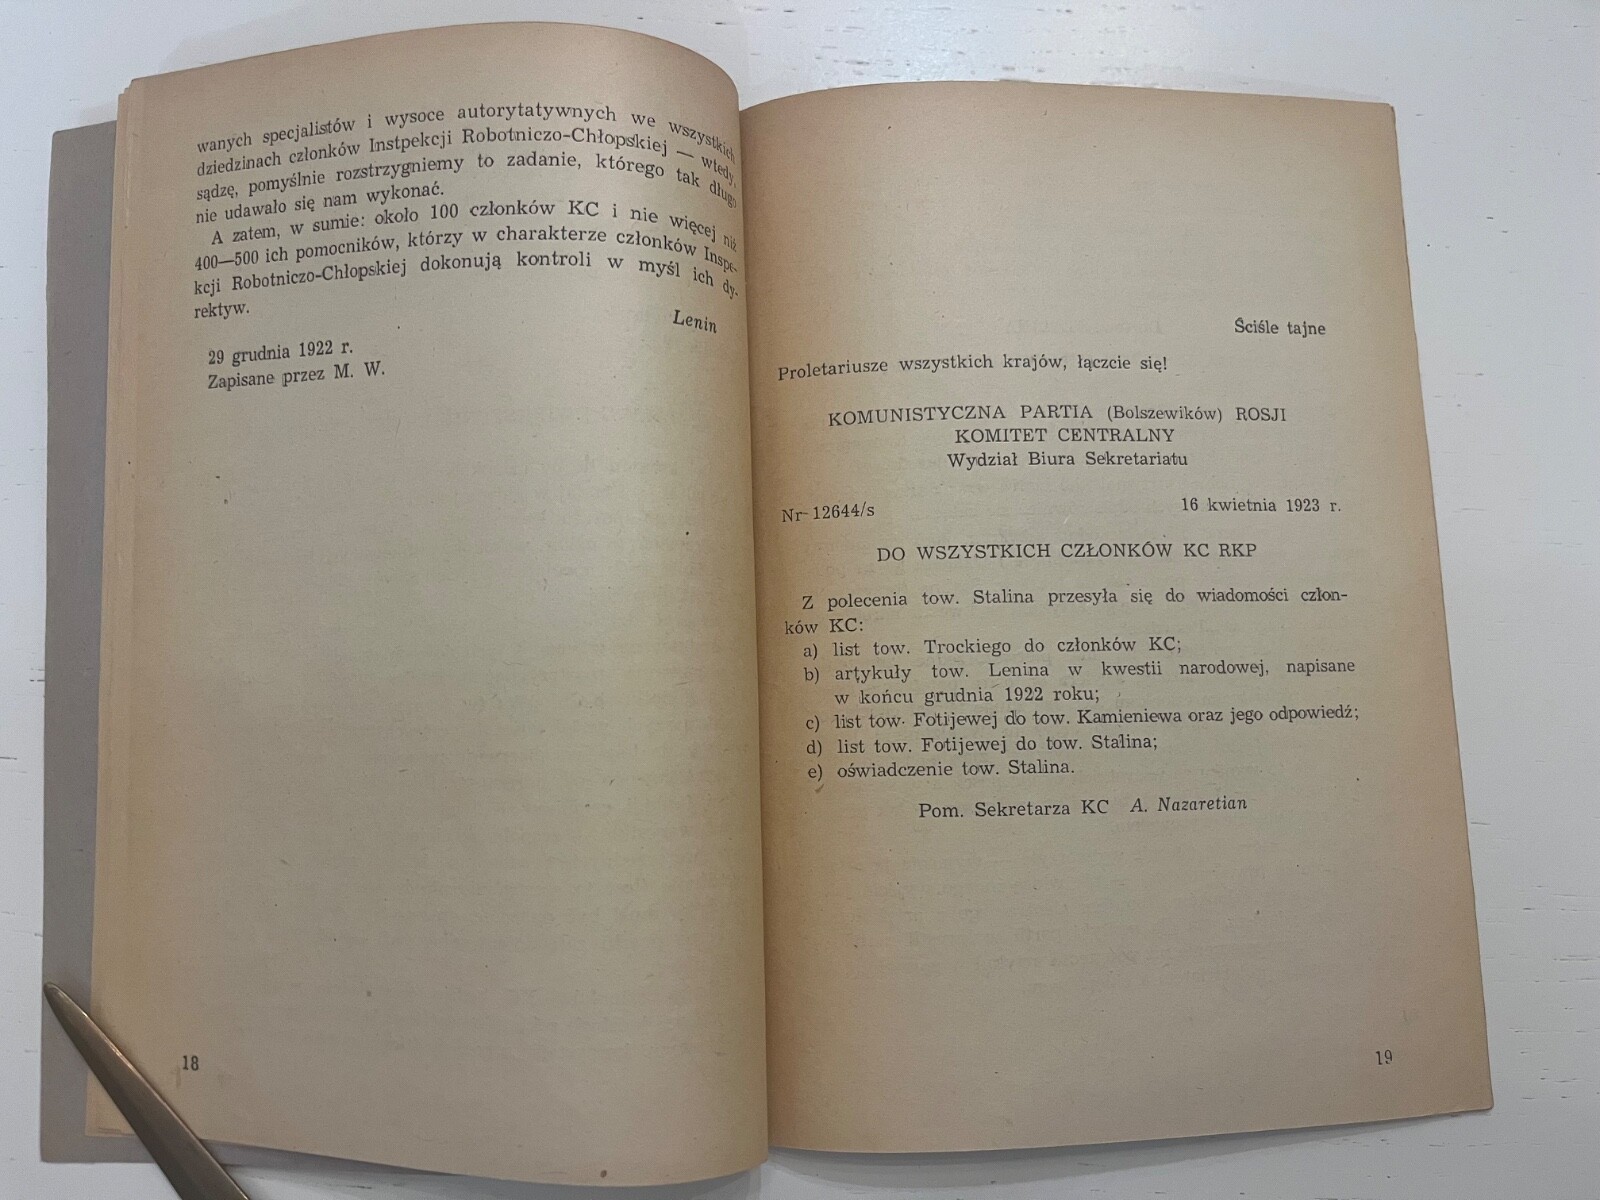 wanych specjalistów i wysoce autorytatywnych we wszystkich
dziedzinach członków Instpekcji Robotniczo-Chłopskiej — wtedy,
sądzę, pomyślnie rozstrzygniemy to zadanie, którego tak długo
nie udawało się nam wykonać.
A zatem, w sumie: około 100 członków KC i nie więcej niż
400—500 ich pomocników, którzy w charakterze członków Inspe-
kcji Robotniczo-Chłopskiej dokonują kontroli w myśl ich dy-
rektyw.
Lenin
29 grudnia 1922 r.
Zapisane przez M. W.
18
Ściśle tajne
Proletariusze wszystkich krajów, łączcie się!
KOMUNISTYCZNA PARTIA (Bolszewików) ROSJI
KOMITET CENTRALNY
Wydział Biura Sekretariatu
Nr 12644/s 16 kwietnia 1923 r.
DO WSZYSTKICH CZŁONKÓW KC RKP
Z polecenia tow. Stalina przesyła się do wiadomości człon-
ków KC:
a) list tow. Trockiego do członków KC;
b) artykuły tow. Lenina w kwestii narodowej, napisane
w końcu grudnia 1922 roku;
c) list tow. Fotijewej do tow. Kamieniewa oraz jego odpowiedź;
d) list tow. Fotijewej do tow. Stalina;
e) oświadczenie tow. Stalina.
Pom. Sekretarza KC A. Nazaretian
19